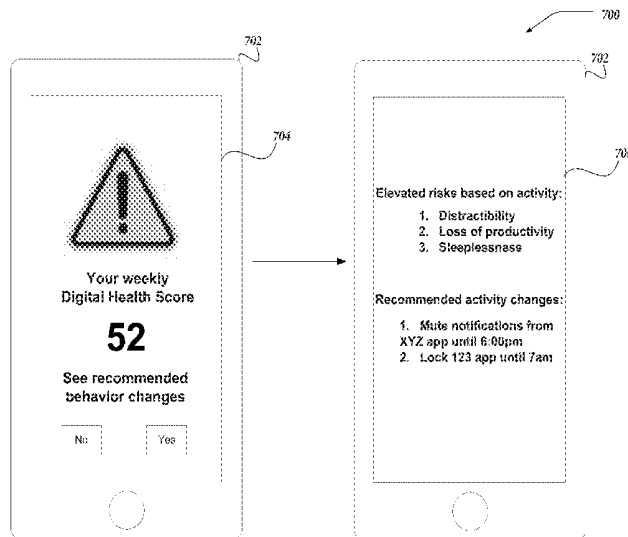 700
702
702
704
Your weekly
Digital Health Score
52
See recommended
behavior changes
No
Yes
Elevated risks based on activity:
1. Distractibility
2. Loss of productivity
3. Sleeplessness
Recommended activity changes:
1. Mute notifications from
XYZ app until 6:00pm
2. Lock 123 app until 7am